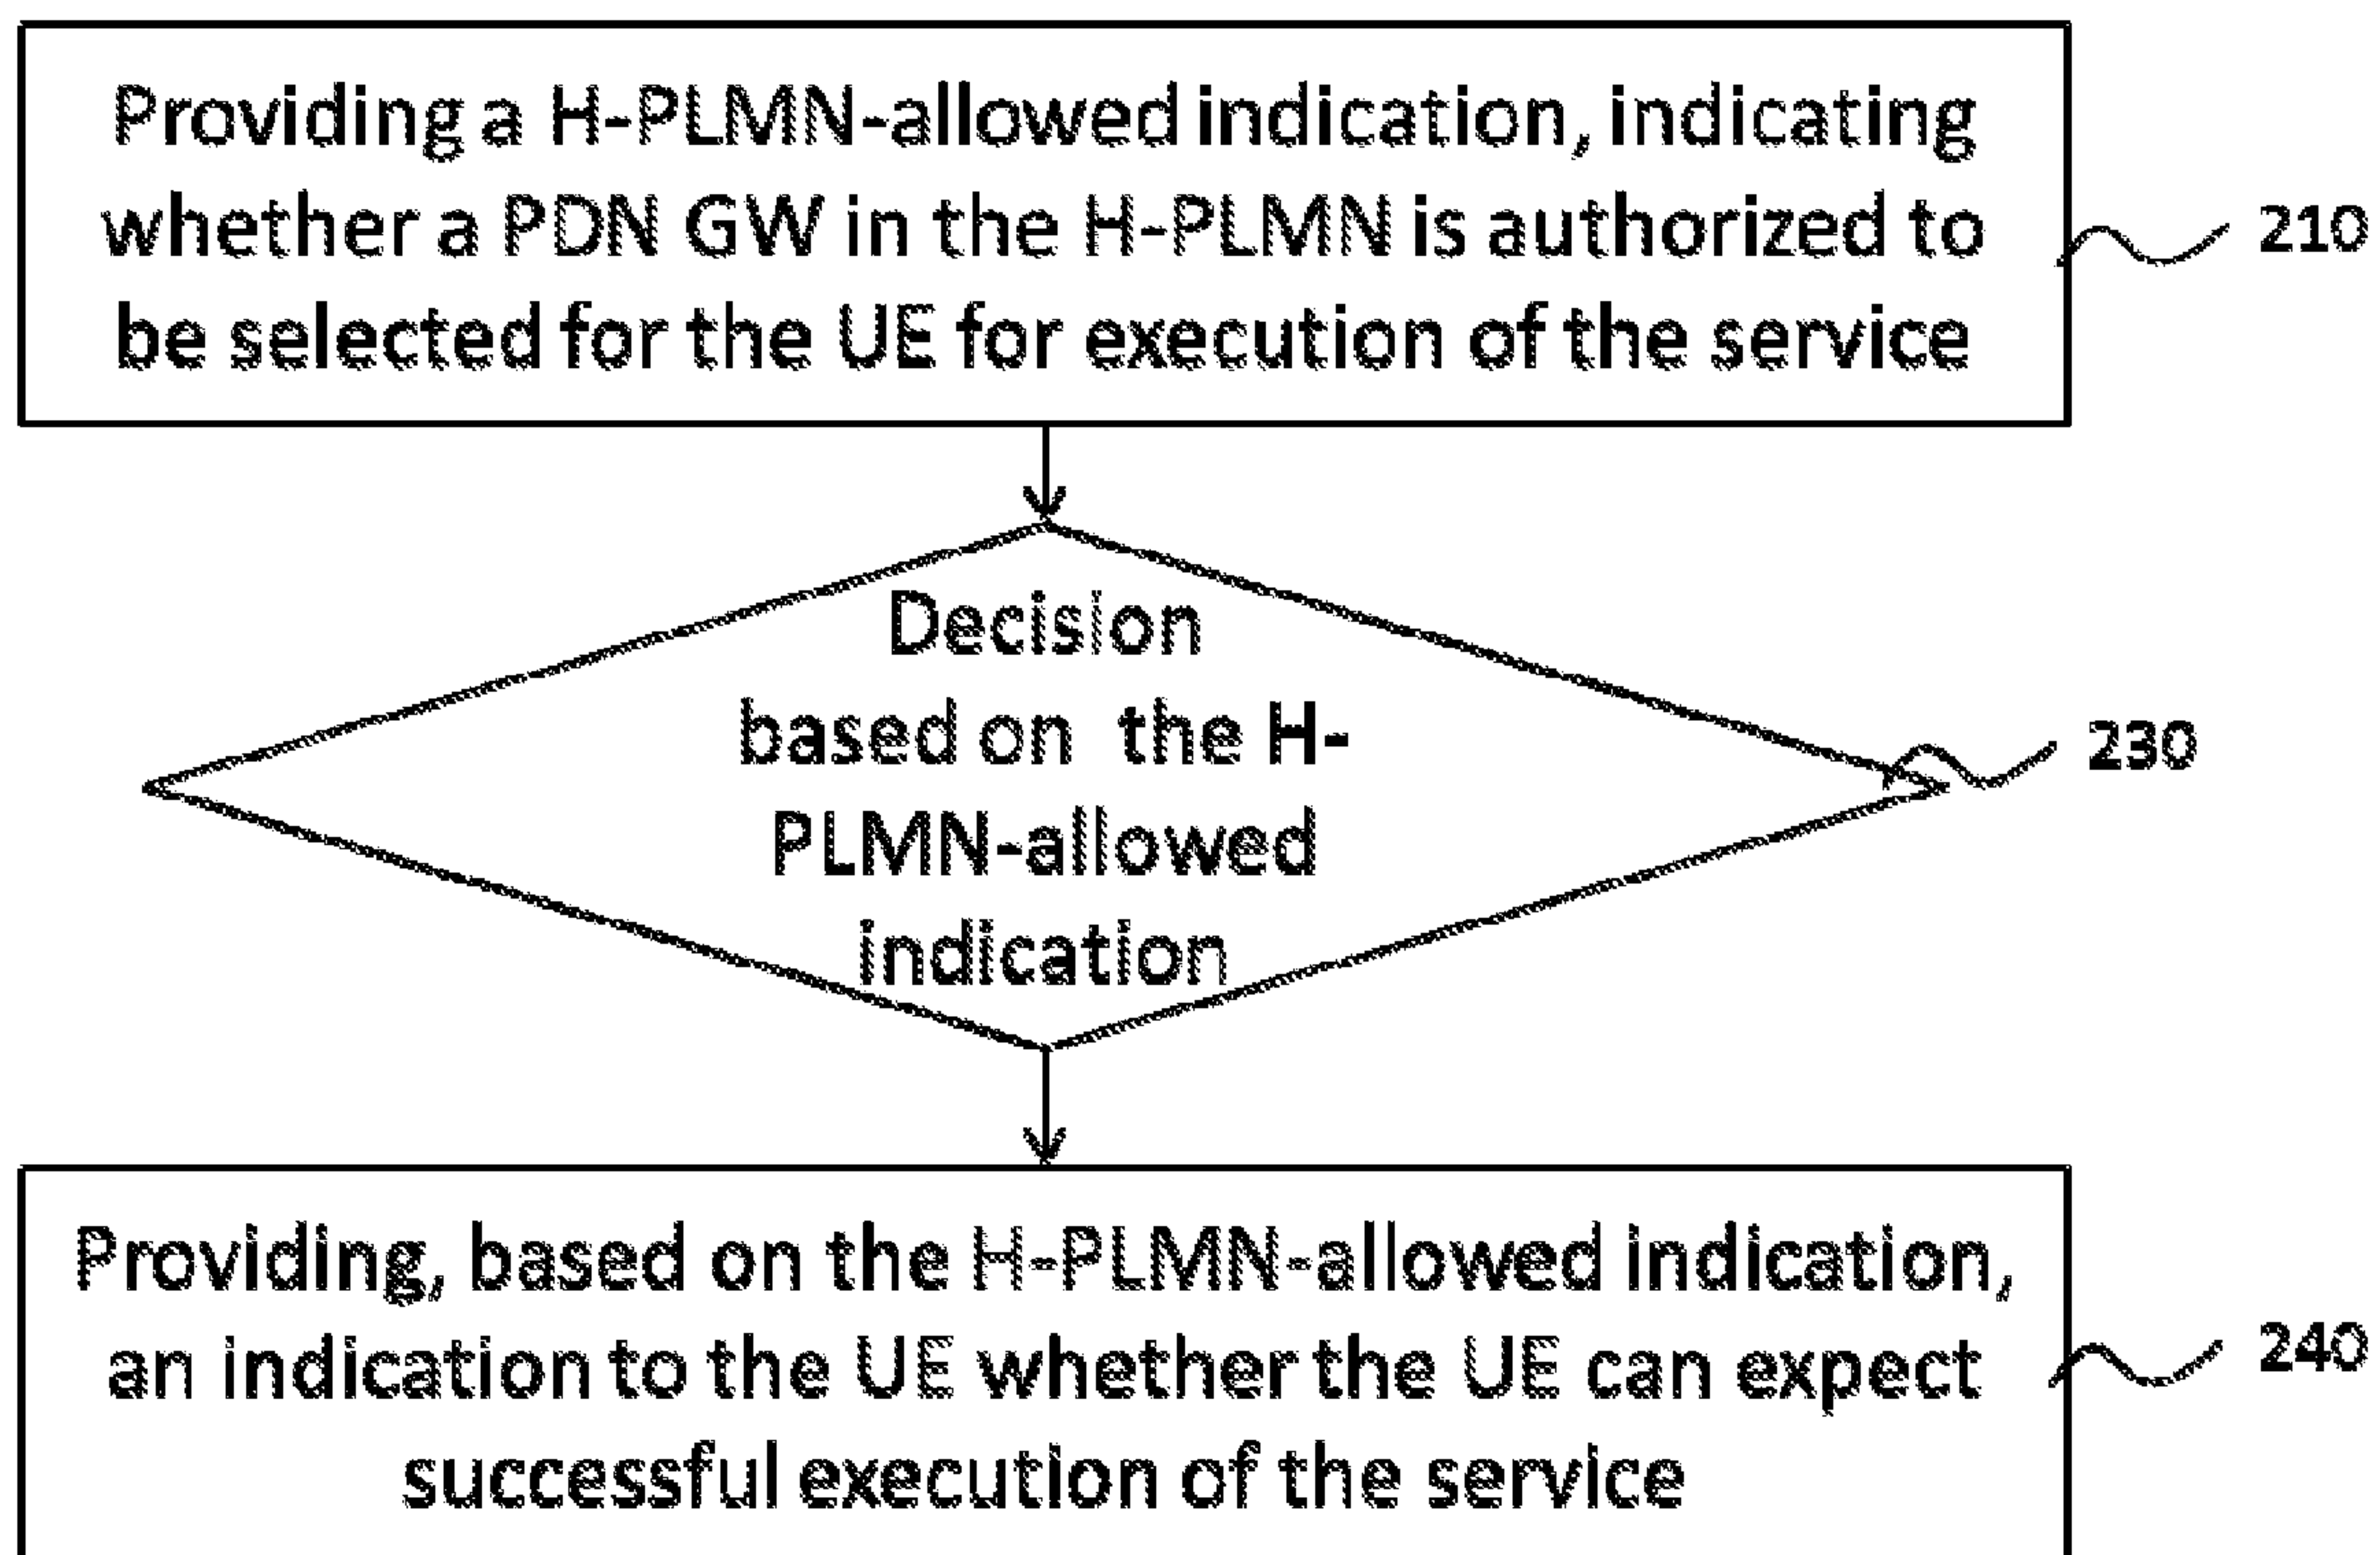 Providing a H-PLMN-allowed indication, indicating
whether a PDN GW in the H-PLMN is authorized to
be selected for the UE for execution of the service
210
Decision
based on the H-
PLMN-allowed
indication
230
Providing, based on the H-PLMN-allowed indication,
an indication to the UE whether the UE can expect
successful execution of the service
240